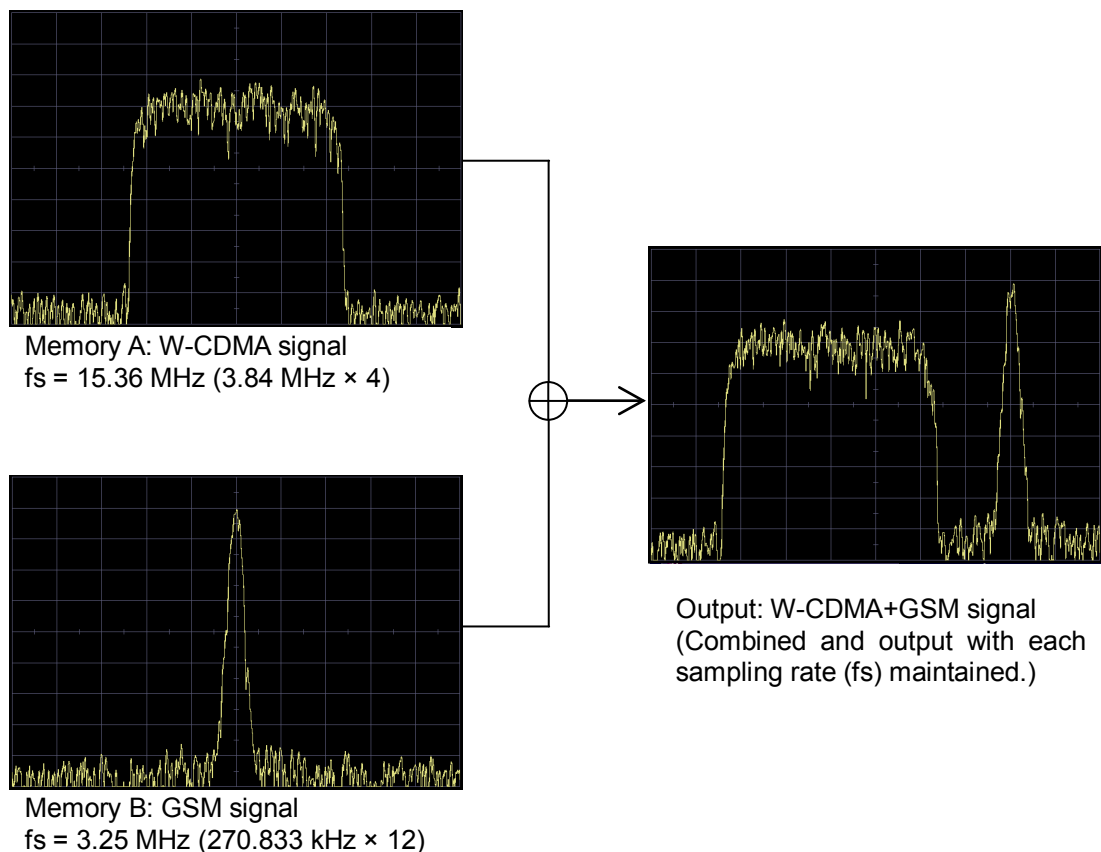 Memory A: W-CDMA signal
fs = 15.36 MHz (3.84 MHz × 4)
Memory B: GSM signal
fs = 3.25 MHz (270.833 kHz × 12)
Output: W-CDMA+GSM signal
(Combined and output with each
sampling rate (fs) maintained.)